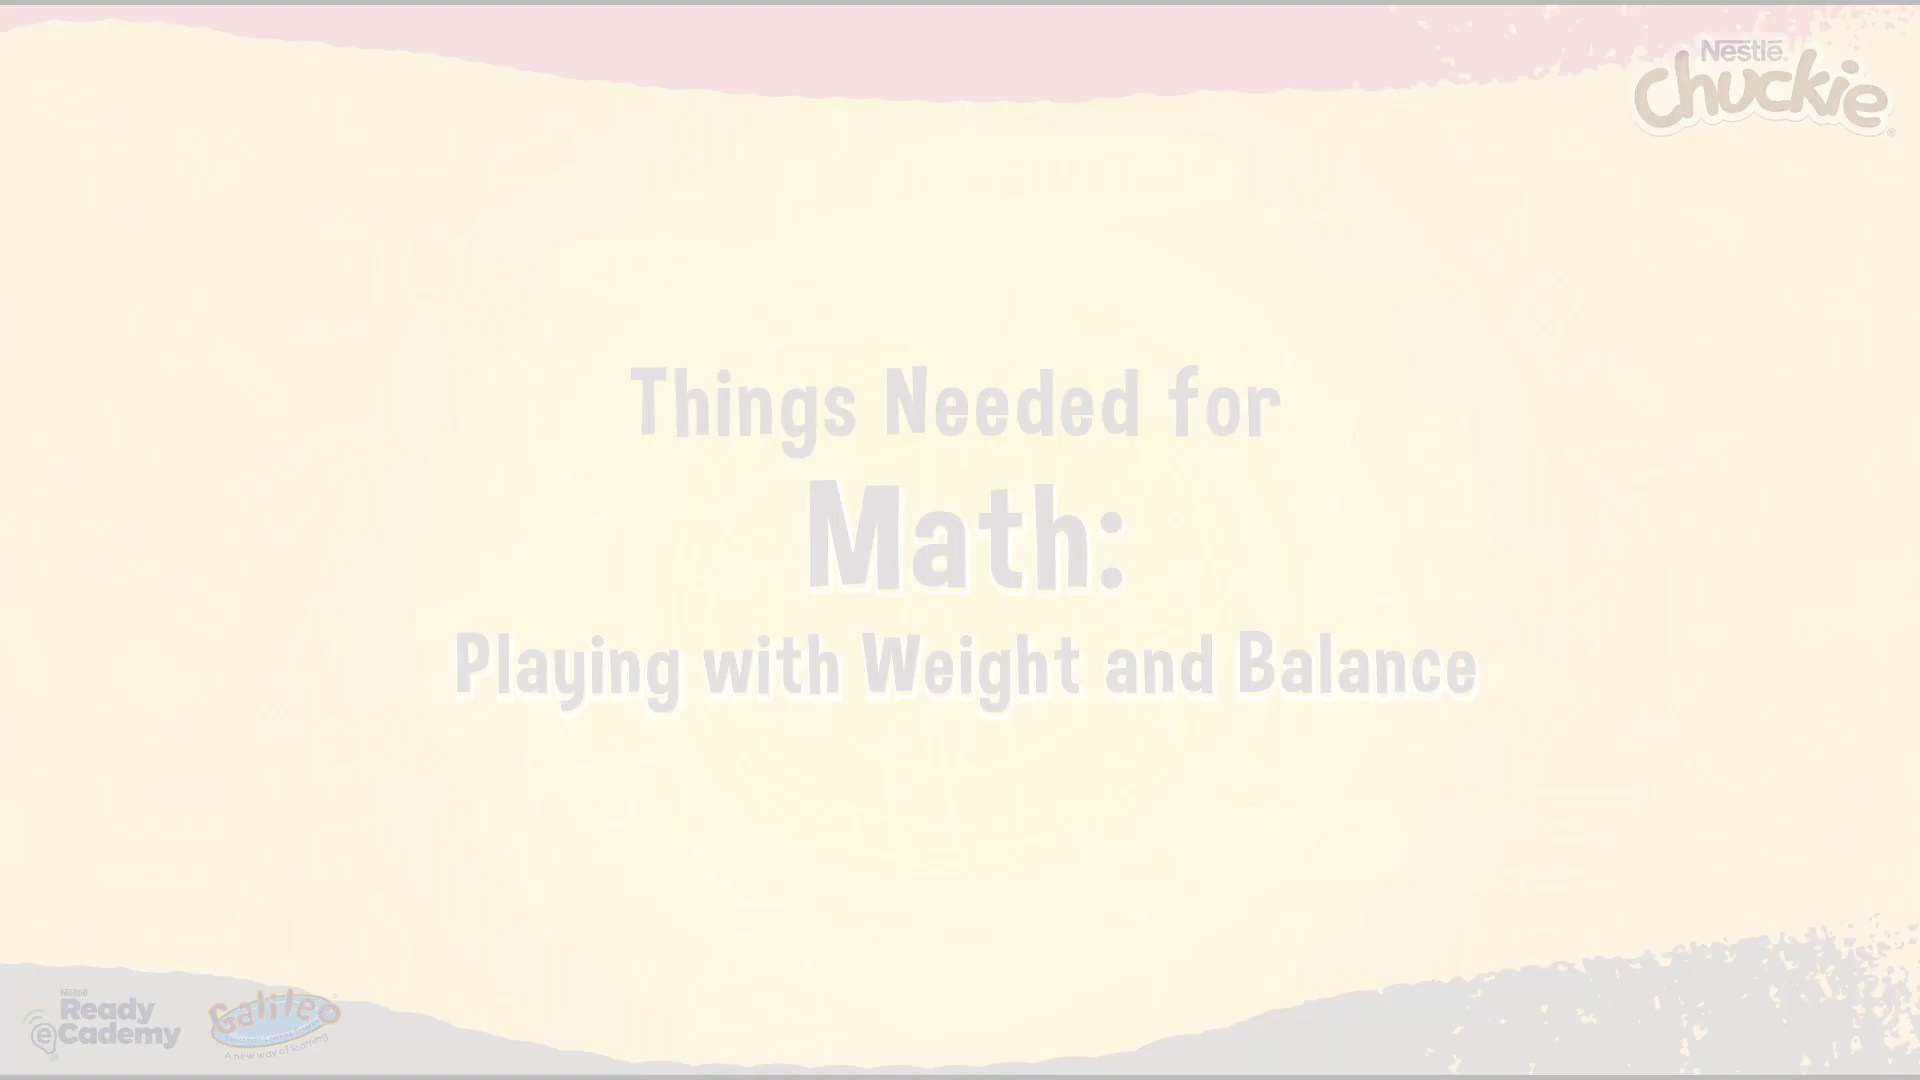 Nestlé
Chuckie
Things Needed for
Math:
Playing with Weight and Balance
Nestlé
Ready
eCademy
Galileo
A new way of learning